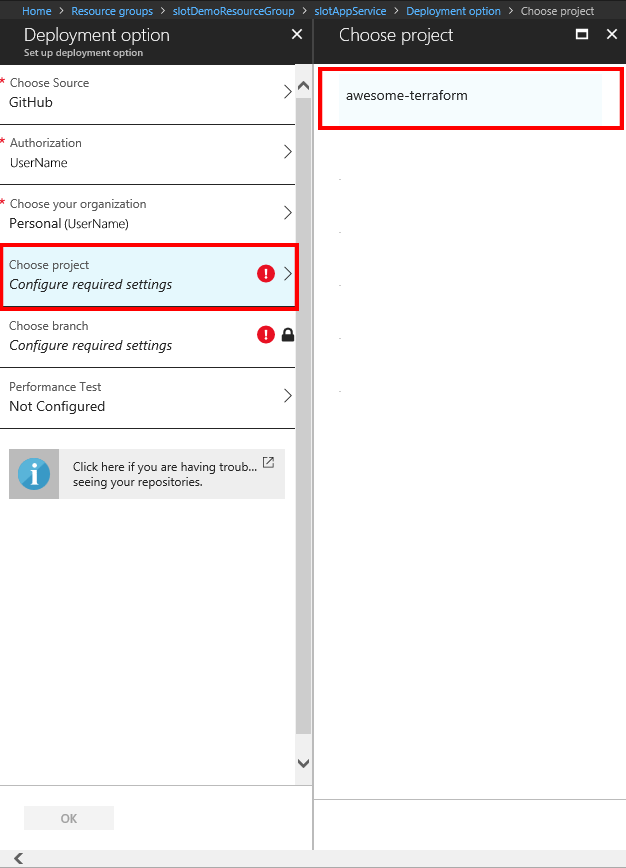 Home > Resource groups > slotDemoResourceGroup > slotAppService > Deployment option > Choose project
Deployment option
Set up deployment option
* Choose Source
GitHub
* Authorization
UserName
* Choose your organization
Personal (UserName)
Choose project
Configure required settings
Choose branch
Configure required settings
Performance Test
Not Configured
Click here if you are having troub...
seeing your repositories.
OK
Choose project
awesome-terraform